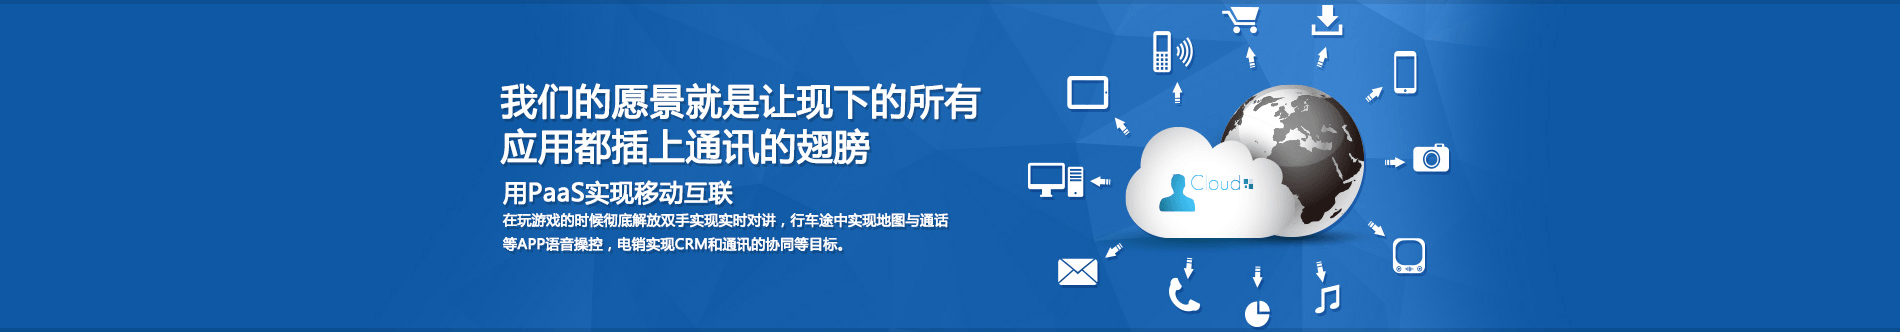 我们的愿景就是让现下的所有
应用都插上通讯的翅膀
用PaaS实现移动互联
在玩游戏的时候彻底解放双手实现实时对讲，行车途中实现地图与通话
等APP语音操控，电销实现CRM和通讯的协同等目标。
Cloud